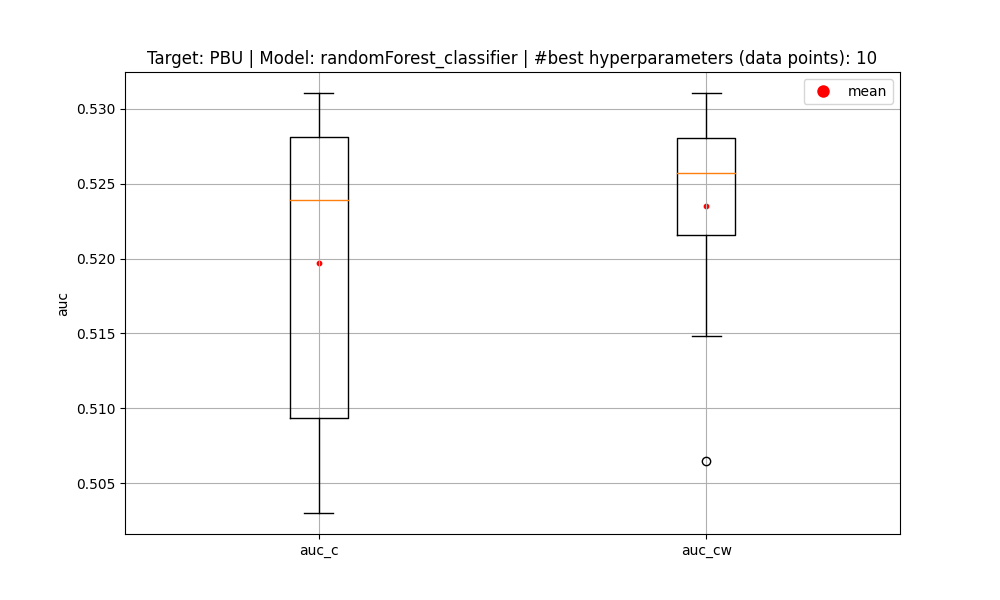 Target: PBU | Model: randomForest_classifier | #best hyperparameters (data points): 10
mean
0.530
0.525
0.520
0.515
0.510
0.505
auc
auc_c
auc_cw